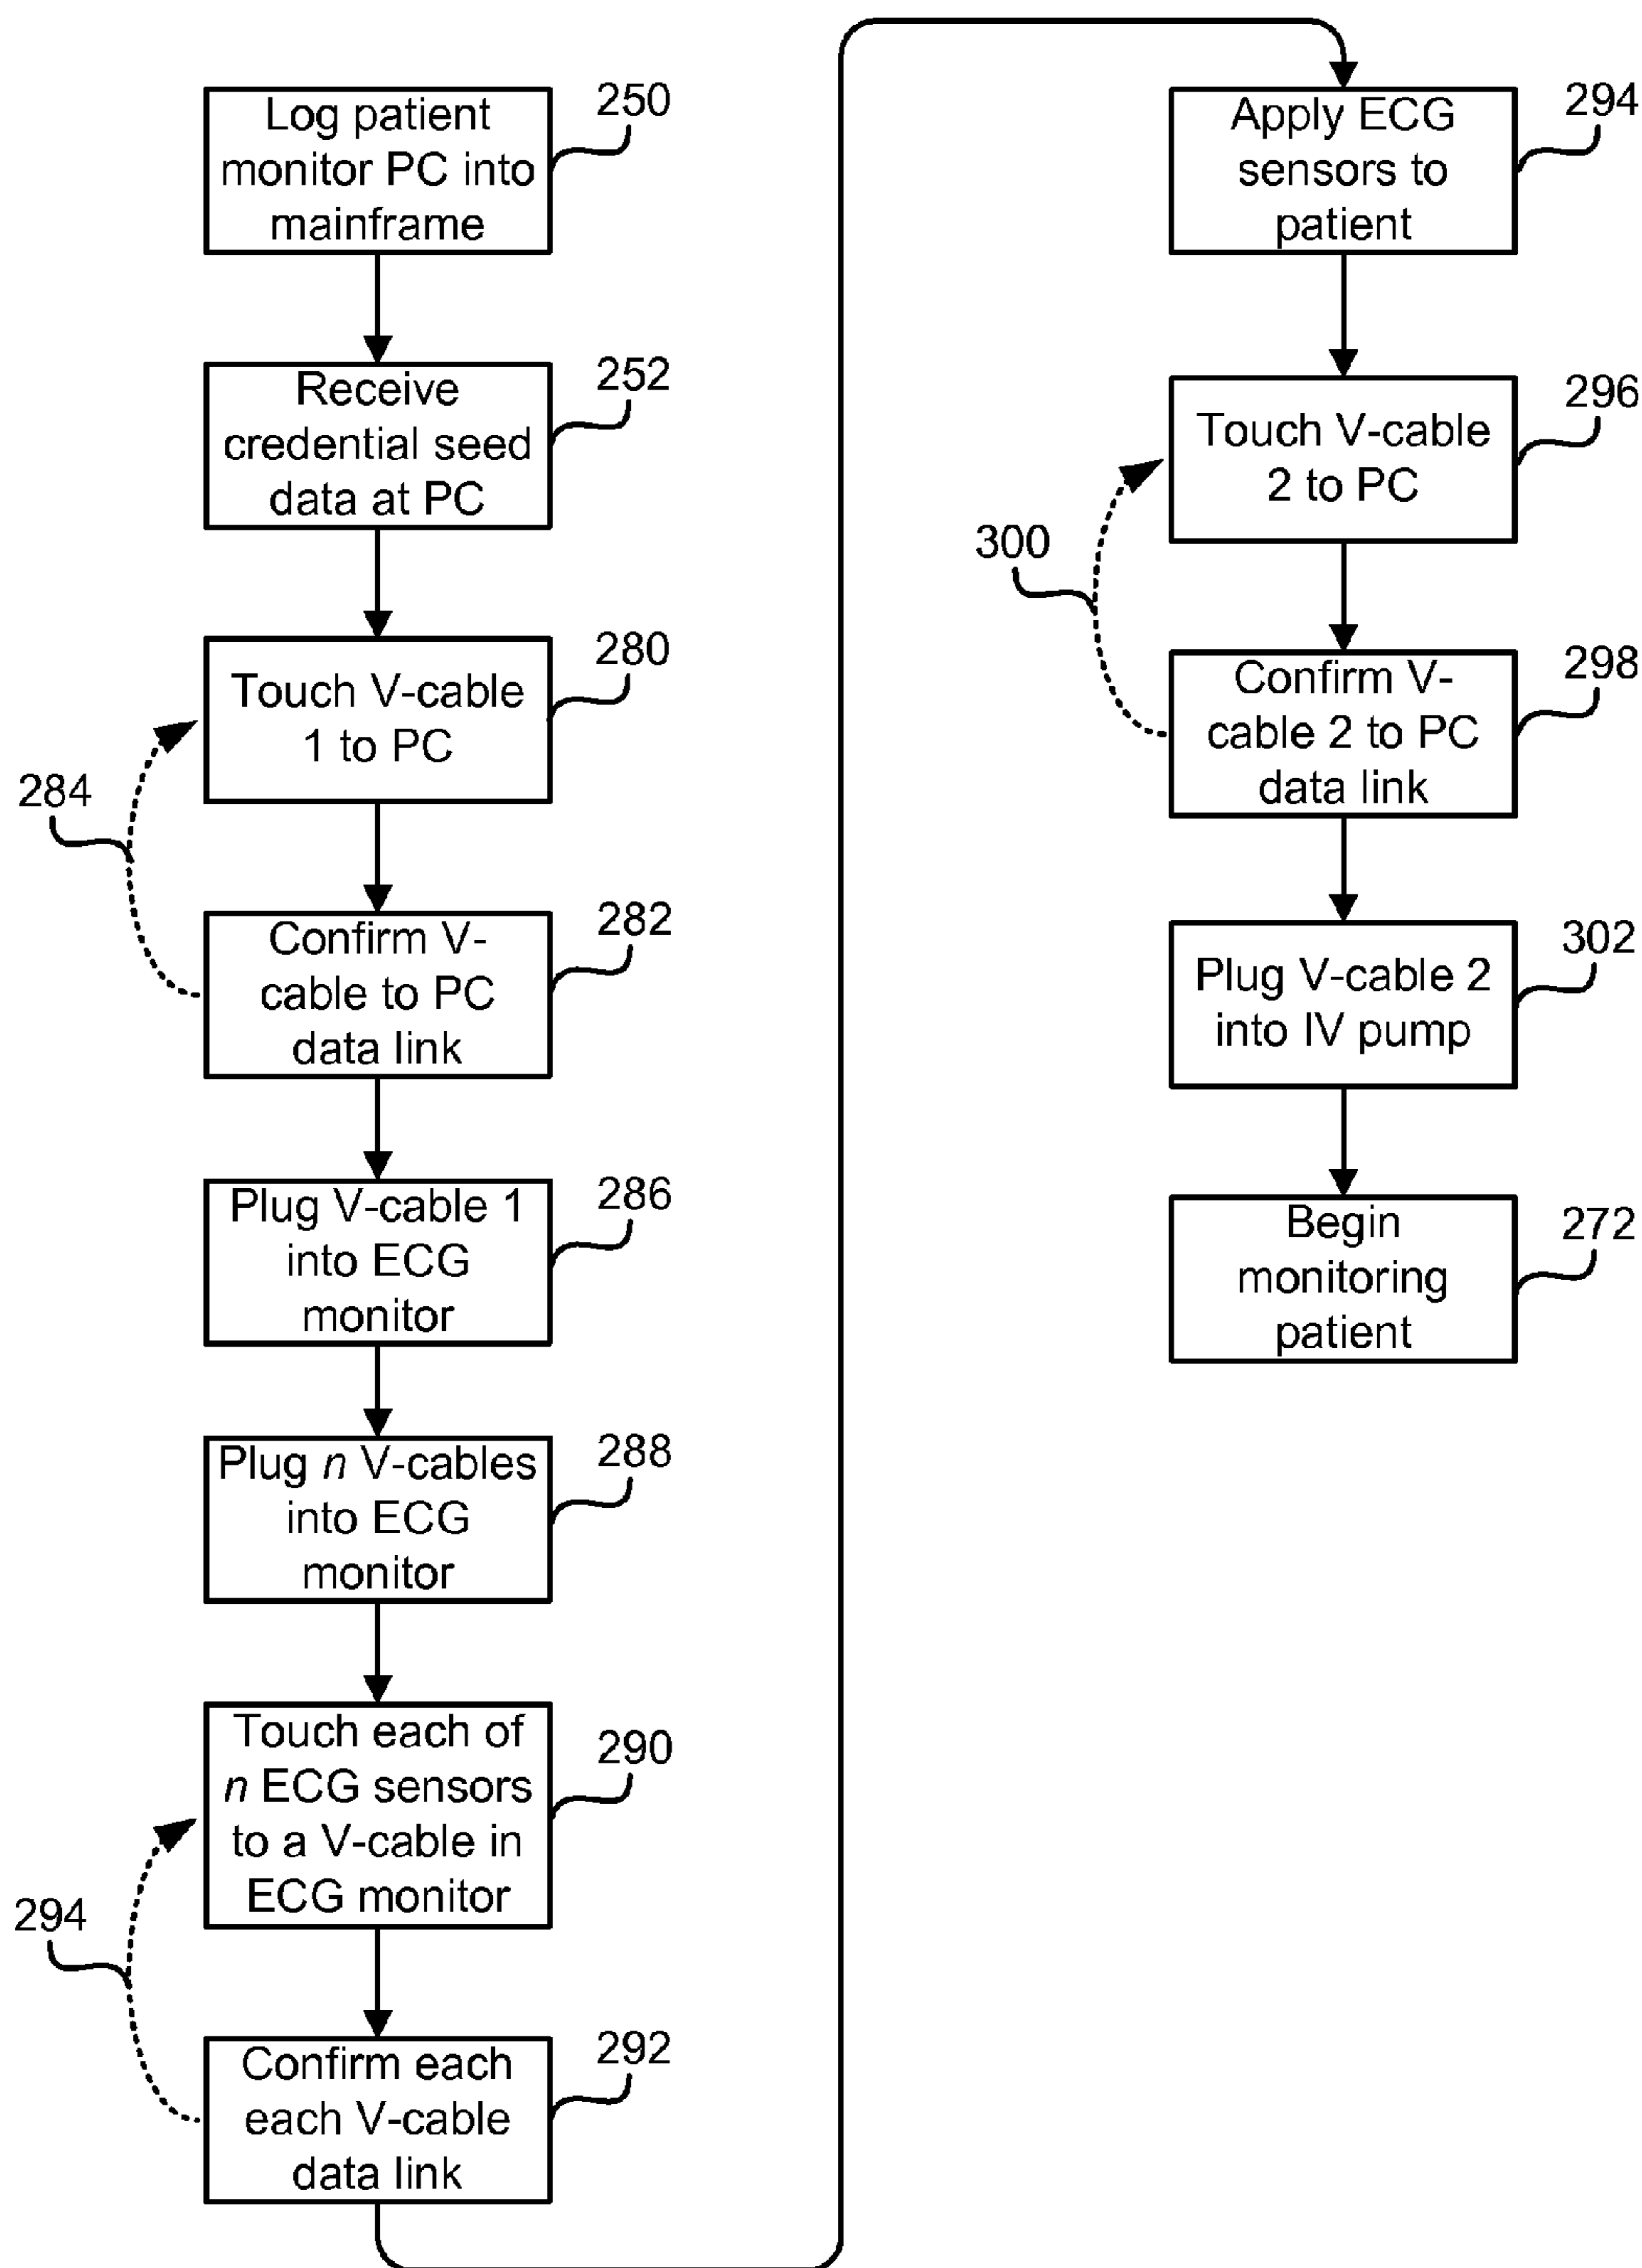 Log patient
monitor PC into
mainframe
250
Receive
credential seed
data at PC
252
Touch V-cable
1 to PC
280
284
Confirm V-
cable to PC
data link
282
Plug V-cable 1
into ECG
monitor
286
Plug n V-cables
into ECG
monitor
288
Touch each of
n ECG sensors
to a V-cable in
ECG monitor
290
294
Confirm each
each V-cable
data link
292
Apply ECG
sensors to
patient
294
Touch V-cable
2 to PC
296
300
Confirm V-
cable 2 to PC
data link
298
Plug V-cable 2
into IV pump
302
Begin
monitoring
patient
272